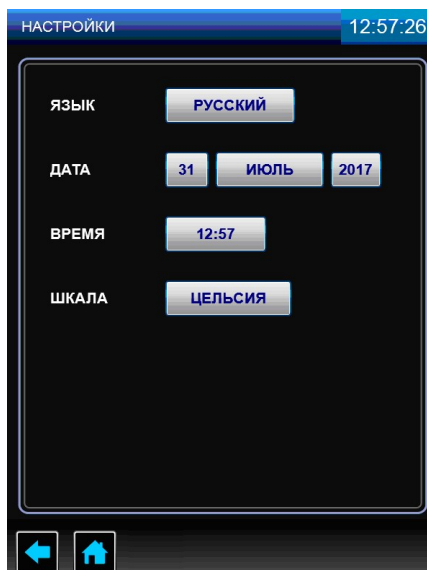 НАСТРОЙКИ 12:57:26
ЯЗЫК РУССКИЙ
ДАТА 31 ИЮЛЬ 2017
ВРЕМЯ 12:57
ШКАЛА ЦЕЛЬСИЯ